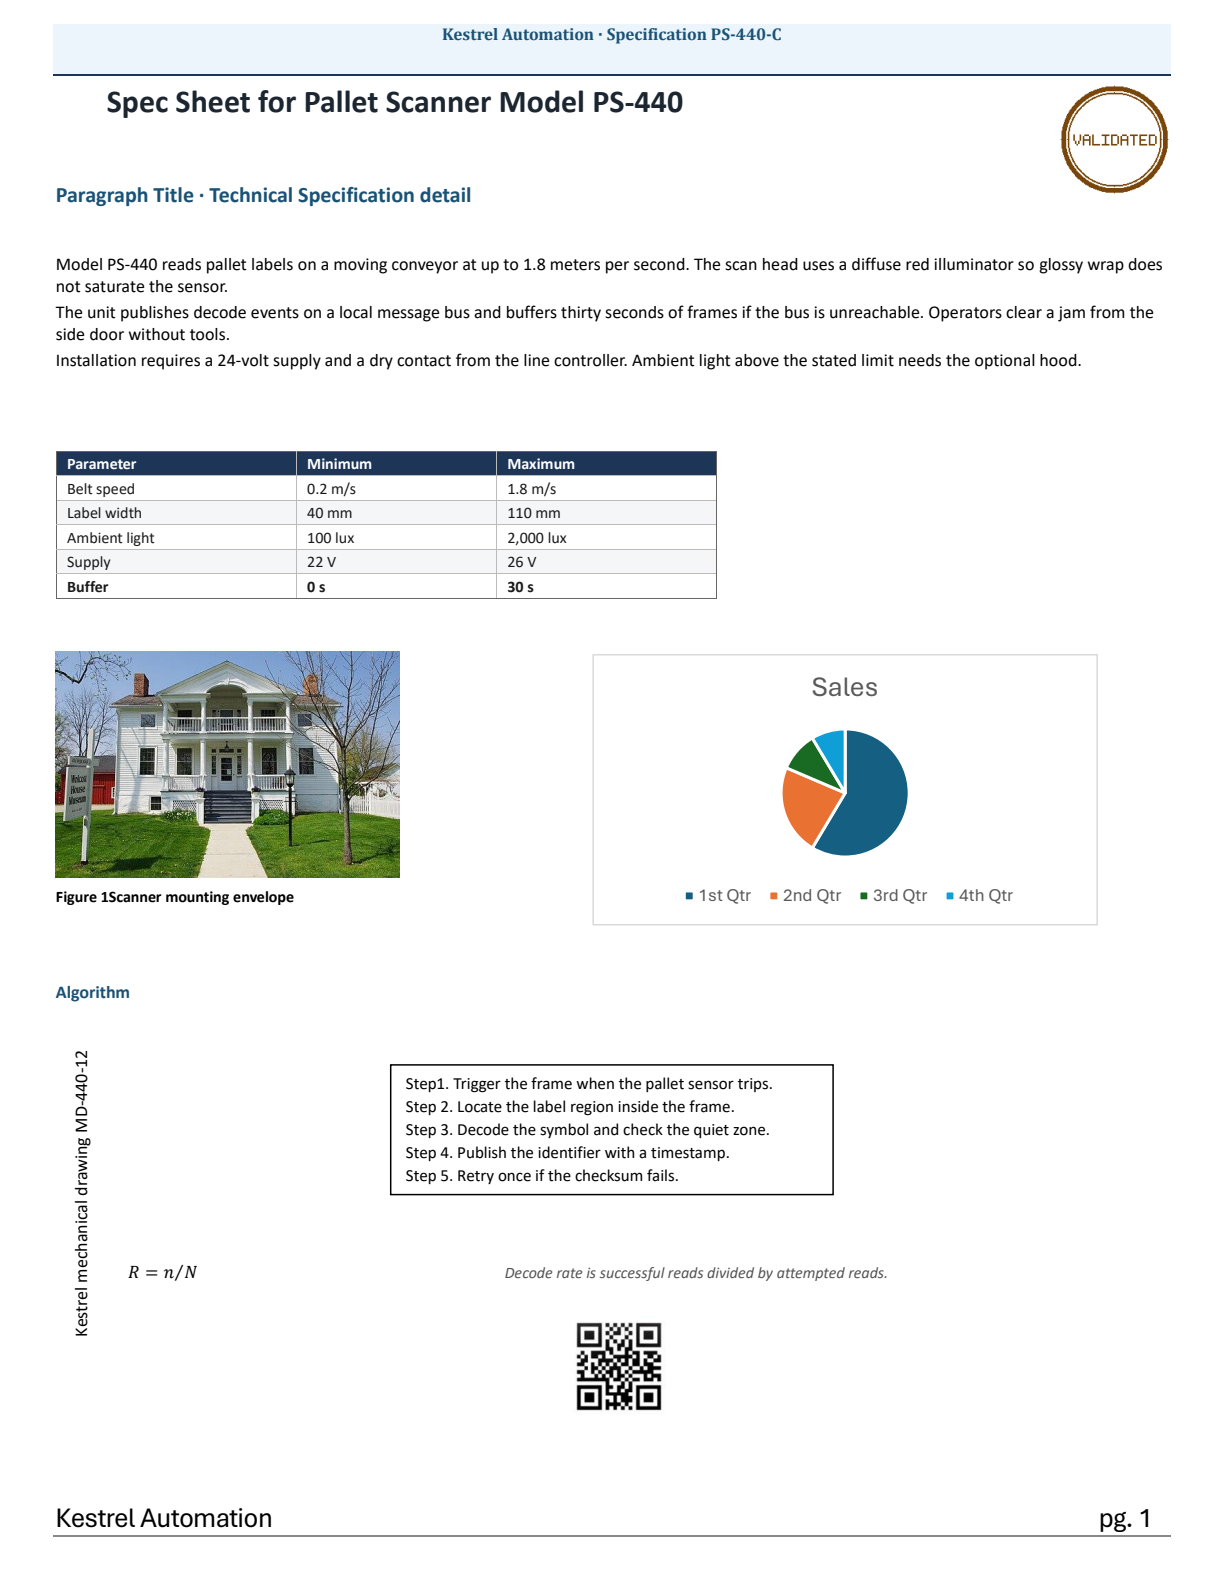 Kestrel Automation · Specification PS-440-C
Spec Sheet for Pallet Scanner Model PS-440
VALIDATED
Paragraph Title · Technical Specification detail
Model PS-440 reads pallet labels on a moving conveyor at up to 1.8 meters per second. The scan head uses a diffuse red illuminator so glossy wrap does
not saturate the sensor.
The unit publishes decode events on a local message bus and buffers thirty seconds of frames if the bus is unreachable. Operators clear a jam from the
side door without tools.
Installation requires a 24-volt supply and a dry contact from the line controller. Ambient light above the stated limit needs the optional hood.
Parameter Minimum Maximum
Belt speed 0.2 m/s 1.8 m/s
Label width 40 mm 110 mm
Ambient light 100 lux 2,000 lux
Supply 22 V 26 V
Buffer 0 s 30 s
House
Museum
Figure 1Scanner mounting envelope
Sales
1st Qtr 2nd Qtr 3rd Qtr 4th Qtr
Algorithm
Kestrel mechanical drawing MD-440-12
Step1. Trigger the frame when the pallet sensor trips.
Step 2. Locate the label region inside the frame.
Step 3. Decode the symbol and check the quiet zone.
Step 4. Publish the identifier with a timestamp.
Step 5. Retry once if the checksum fails.
R = n/N
Decode rate is successful reads divided by attempted reads.
Kestrel Automation
pg. 1